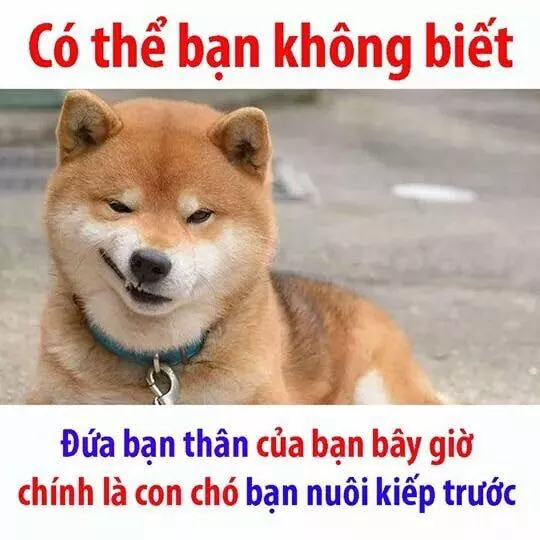 Có thể bạn không biết
Đứa bạn thân của bạn bây giờ
chính là con chó bạn nuôi kiếp trước